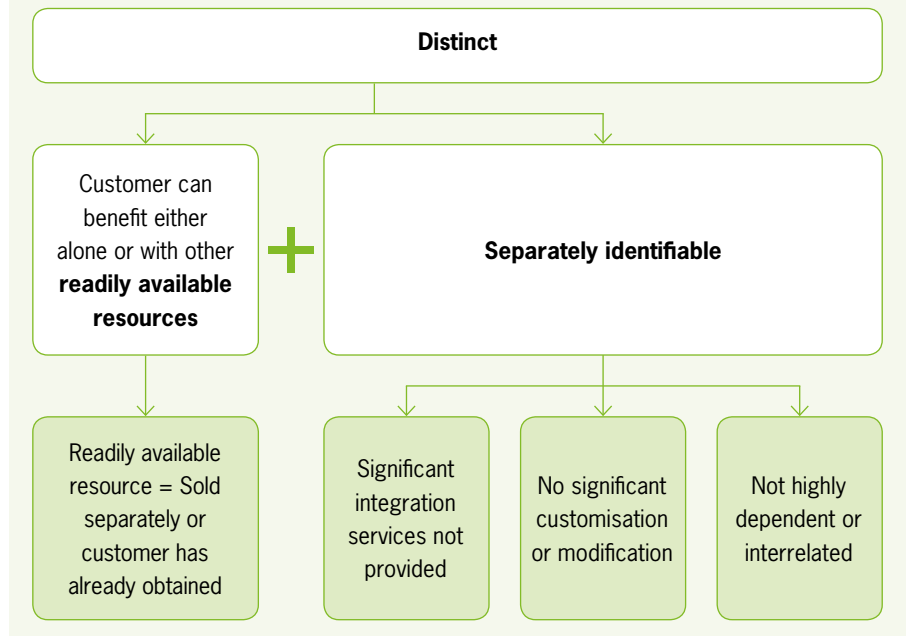 Distinct
Customer can
benefit either
alone or with other
readily available
resources
+
Separately identifiable
Readily available
resource = Sold
separately or
customer has
already obtained
Significant
integration
services not
provided
No significant
customisation
or modification
Not highly
dependent or
interrelated